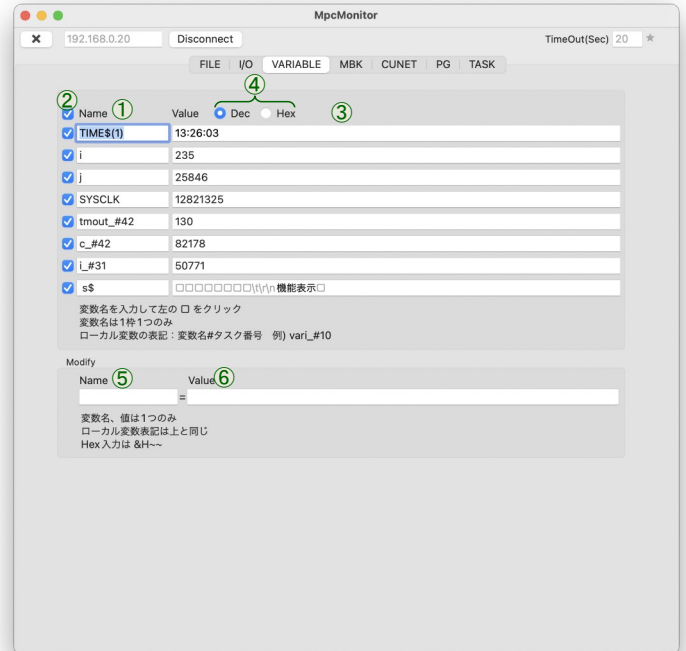 MpcMonitor
192.168.0.20 Disconnect TimeOut(Sec) 20
FILE I/O VARIABLE MBK CUNET PG TASK
④
②
Name ① Value Dec Hex ③
TIME$(1) 13:26:03
i 235
j 25846
SYSCLK 12821325
tmout_#42 130
c_#42 82178
i_#31 50771
s$ □□□□□□□□\t\r\n機能表示□
変数名を入力して左の □ をクリック
変数名は1枠1つのみ
ローカル変数の表記：変数名#タスク番号 例) vari_#10
Modify
Name ⑤ Value ⑥
=
変数名、値は1つのみ
ローカル変数表記は上と同じ
Hex入力は &H~~